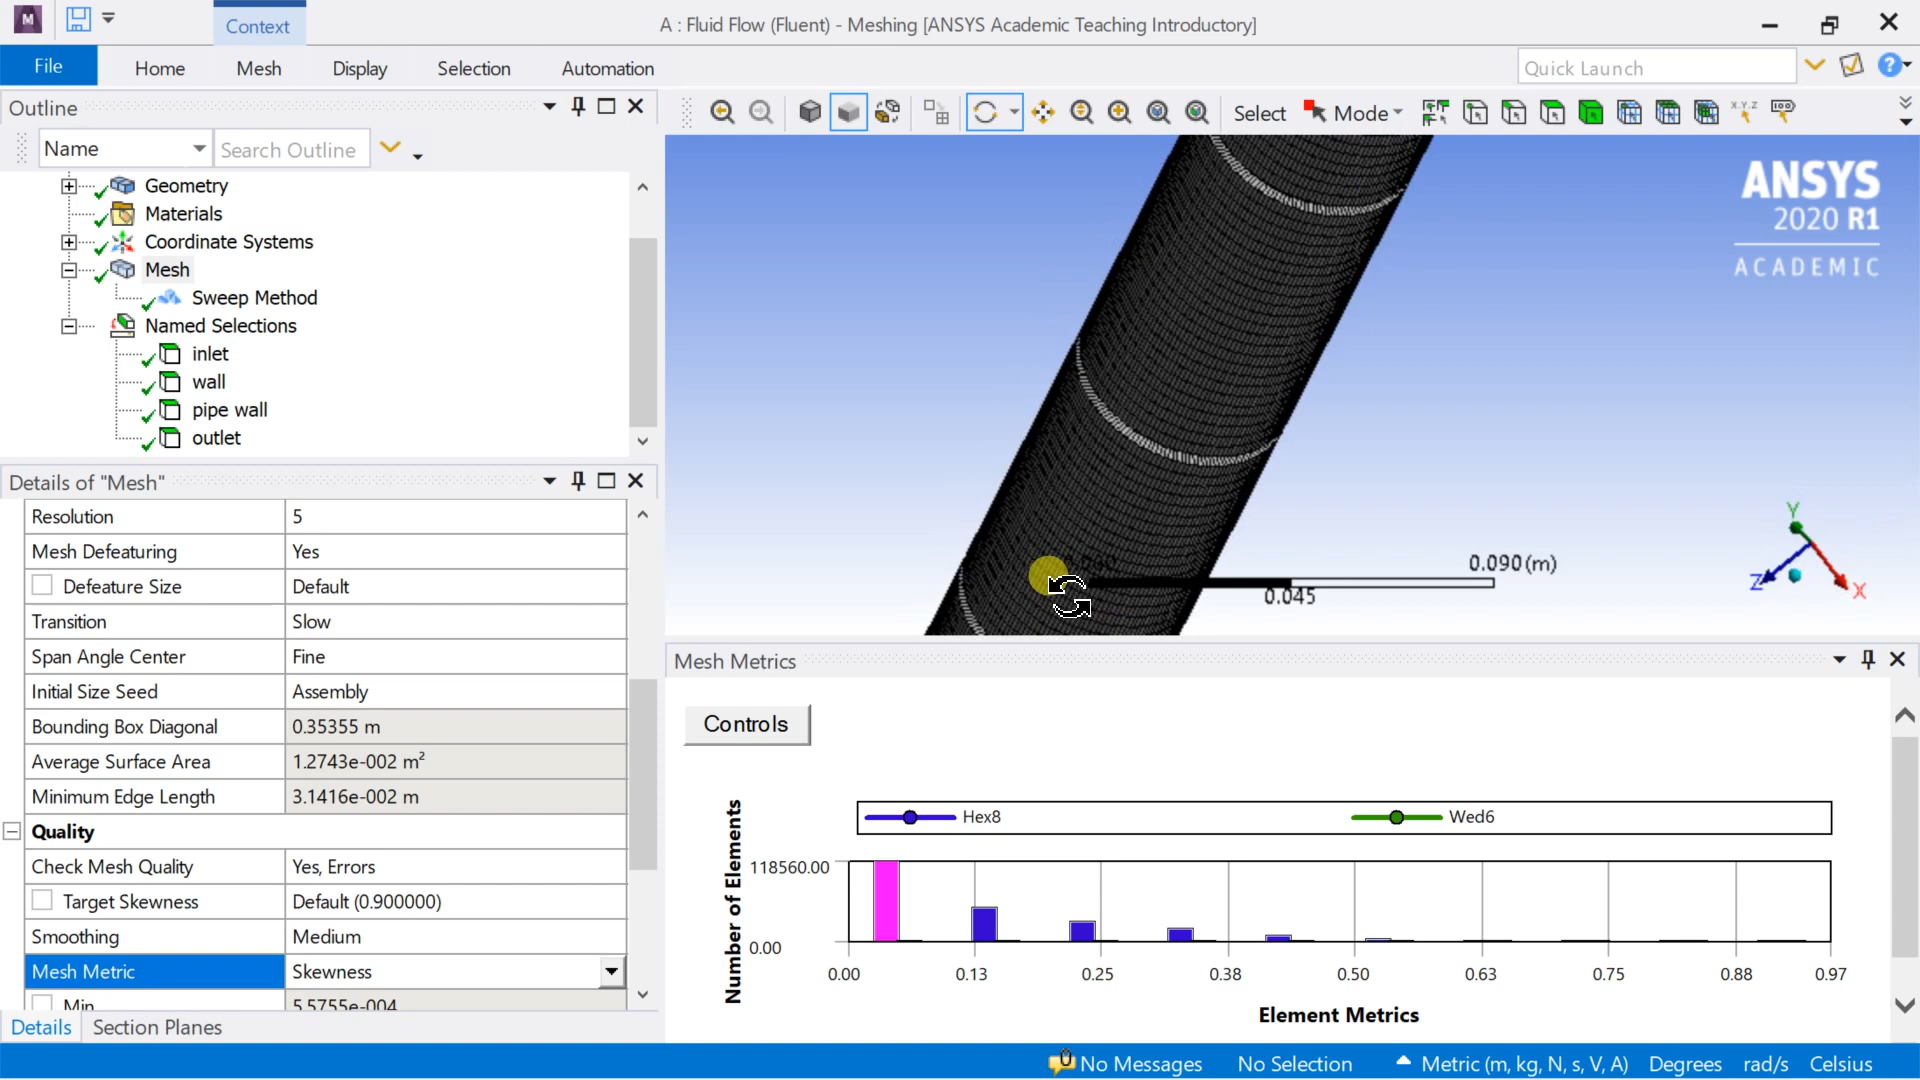 M
Context
A : Fluid Flow (Fluent) - Meshing [ANSYS Academic Teaching Introductory]
File
Home
Mesh
Display
Selection
Automation
Quick Launch
Outline
Select
Mode
Name
Search Outline
Geometry
Materials
Coordinate Systems
Mesh
Sweep Method
Named Selections
inlet
wall
pipe wall
outlet
ANSYS
2020 R1
ACADEMIC
0.090 (m)
0.045
Y
Z
X
Details of "Mesh"
Resolution 5
Mesh Defeaturing Yes
Defeature Size Default
Transition Slow
Span Angle Center Fine
Initial Size Seed Assembly
Bounding Box Diagonal 0.35355 m
Average Surface Area 1.2743e-002 m²
Minimum Edge Length 3.1416e-002 m
Quality
Check Mesh Quality Yes, Errors
Target Skewness Default (0.900000)
Smoothing Medium
Mesh Metric Skewness
Min 5.5755e-004
Details
Section Planes
Mesh Metrics
Controls
Hex8
Wed6
Number of Elements
118560.00
0.00
0.00 0.13 0.25 0.38 0.50 0.63 0.75 0.88 0.97
Element Metrics
0 No Messages
No Selection
Metric (m, kg, N, s, V, A)
Degrees
rad/s
Celsius